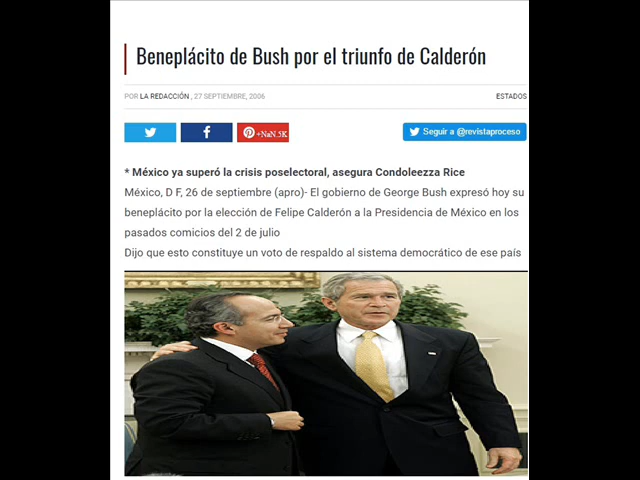 Beneplácito de Bush por el triunfo de Calderón
POR LA REDACCIÓN , 27 SEPTIEMBRE, 2006 ESTADOS
+NaN.5K Seguir a @revistaproceso
* México ya superó la crisis poselectoral, asegura Condoleezza Rice
México, D F, 26 de septiembre (apro)- El gobierno de George Bush expresó hoy su
beneplácito por la elección de Felipe Calderón a la Presidencia de México en los
pasados comicios del 2 de julio
Dijo que esto constituye un voto de respaldo al sistema democrático de ese país